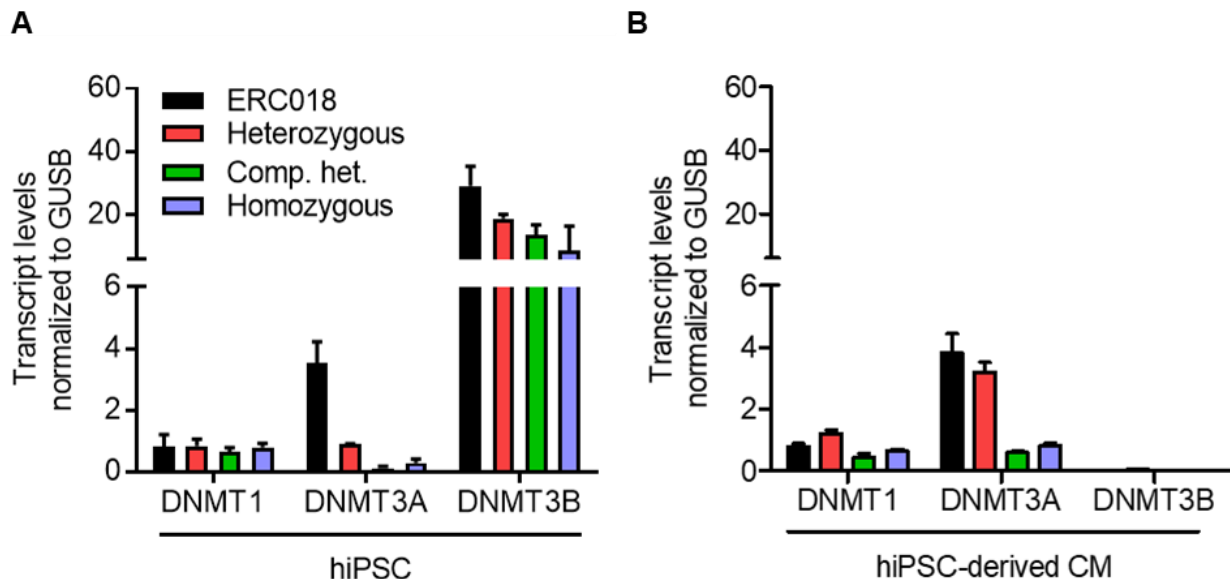 A
Transcript levels
normalized to GUSB
60
40
20
6
4
2
0
ERC018
Heterozygous
Comp. het.
Homozygous
DNMT1 DNMT3A DNMT3B
hiPSC
B
Transcript levels
normalized to GUSB
60
40
20
6
4
2
0
DNMT1 DNMT3A DNMT3B
hiPSC-derived CM